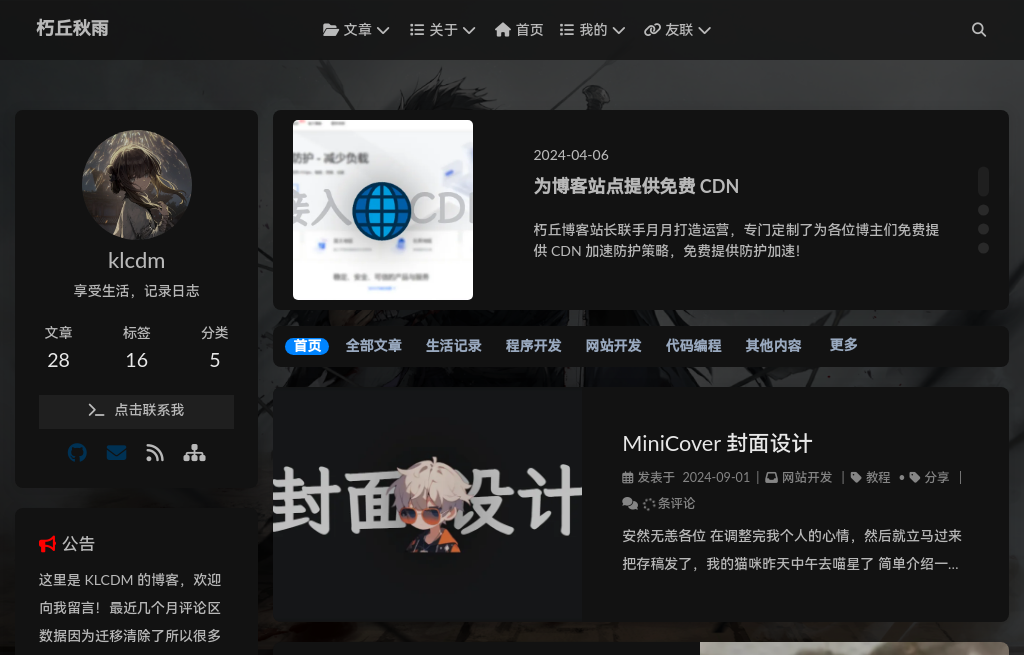 朽丘秋雨
文章
关于
首页
我的
友联
klcdm
享受生活，记录日志
文章 标签 分类
28 16 5
点击联系我
公告
这里是 KLCDM 的博客，欢迎
向我留言！最近几个月评论区
数据因为迁移清除了所以很多
防护 - 减少负载
接入 CD
2024-04-06
为博客站点提供免费 CDN
朽丘博客站长联手月月打造运营，专门定制了为各位博主们免费提
供 CDN 加速防护策略，免费提供防护加速！
首页 全部文章 生活记录 程序开发 网站开发 代码编程 其他内容 更多
封面设计
MiniCover 封面设计
发表于 2024-09-01 | 网站开发 | 教程 • 分享 |
条评论
安然无恙各位 在调整完我个人的心情，然后就立马过来
把存稿发了，我的猫咪昨天中午去喵星了 简单介绍一...